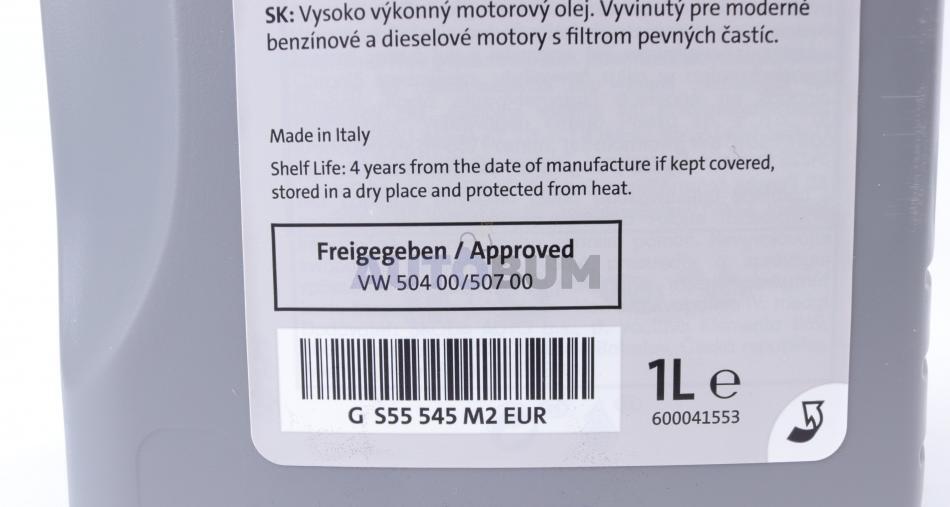 SK: Vysoko výkonný motorový olej. Vyvinutý pre moderné
benzínové a dieselové motory s filtrom pevných častíc.
Made in Italy
Shelf Life: 4 years from the date of manufacture if kept covered,
stored in a dry place and protected from heat.
Freigegeben / Approved
AUTOBUM
VW 504 00/507 00
G S55 545 M2 EUR
1L ℮
600041553